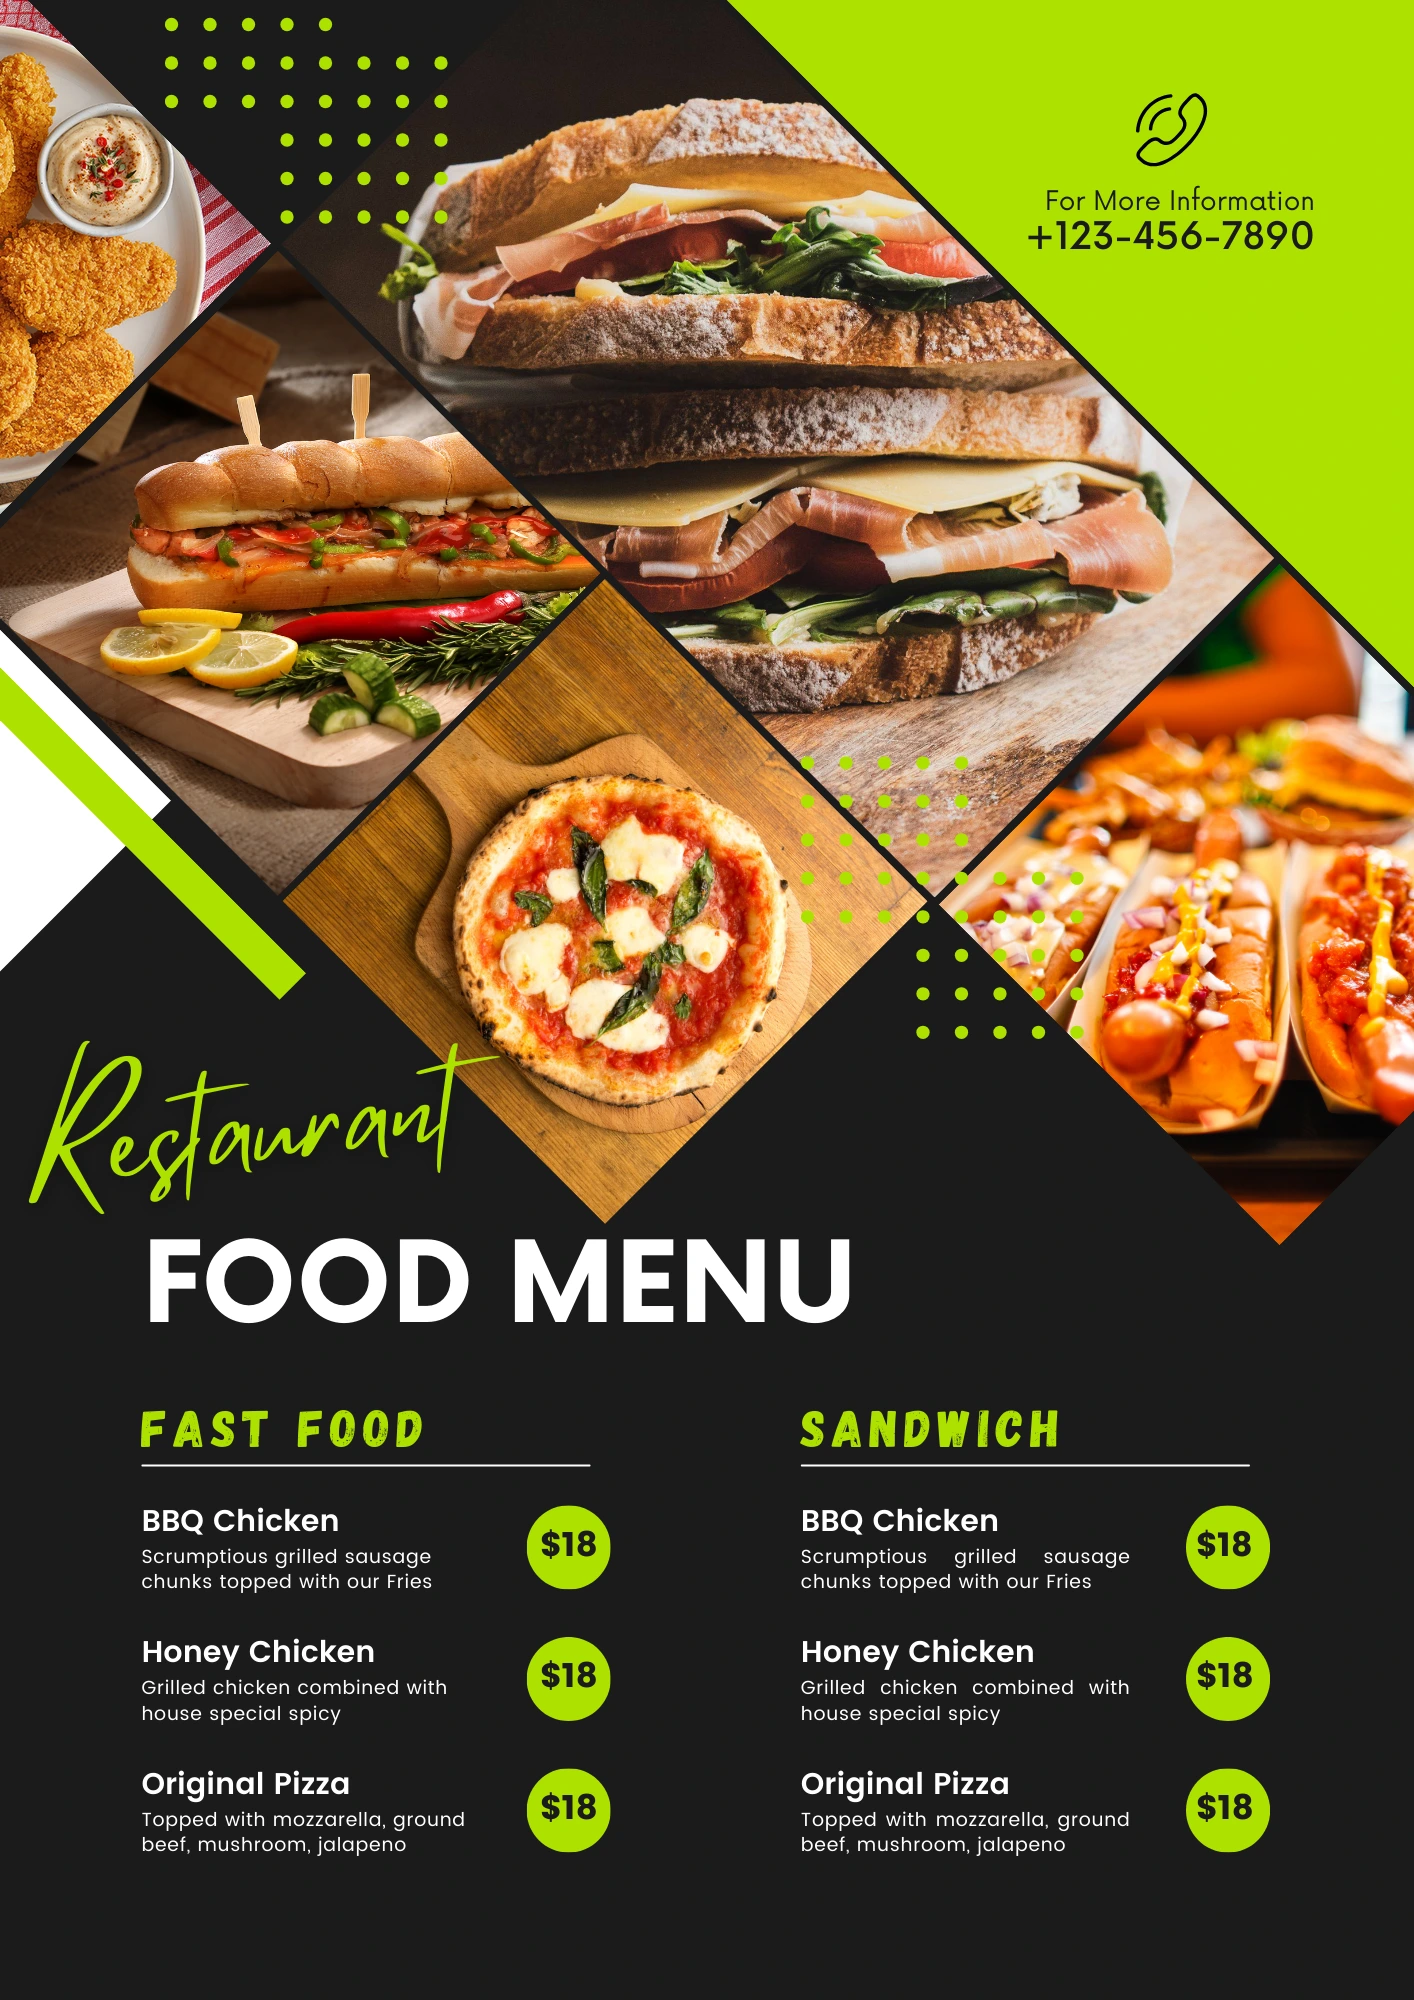 For More Information
+123-456-7890
Restaurant
FOOD MENU
FAST FOOD
BBQ Chicken
Scrumptious grilled sausage
chunks topped with our Fries
$18
Honey Chicken
Grilled chicken combined with
house special spicy
$18
Original Pizza
Topped with mozzarella, ground
beef, mushroom, jalapeno
$18
SANDWICH
BBQ Chicken
Scrumptious grilled sausage
chunks topped with our Fries
$18
Honey Chicken
Grilled chicken combined with
house special spicy
$18
Original Pizza
Topped with mozzarella, ground
beef, mushroom, jalapeno
$18